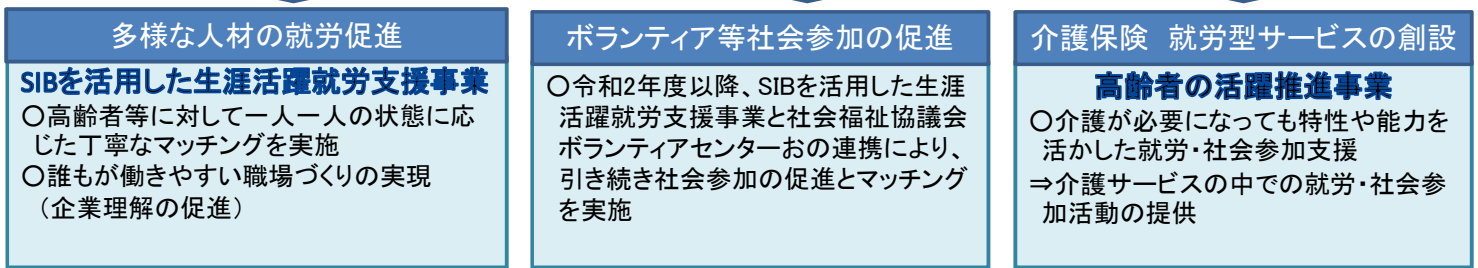 多様な人材の就労促進
SIBを活用した生涯活躍就労支援事業
〇高齢者等に対して一人一人の状態に応
じた丁寧なマッチングを実施
〇誰もが働きやすい職場づくりの実現
（企業理解の促進）
ボランティア等社会参加の促進
〇令和2年度以降、SIBを活用した生涯
活躍就労支援事業と社会福祉協議会
ボランティアセンターおの連携により、
引き続き社会参加の促進とマッチング
を実施
介護保険　就労型サービスの創設
高齢者の活躍推進事業
〇介護が必要になっても特性や能力を
活かした就労・社会参加支援
⇒介護サービスの中での就労・社会参
加活動の提供